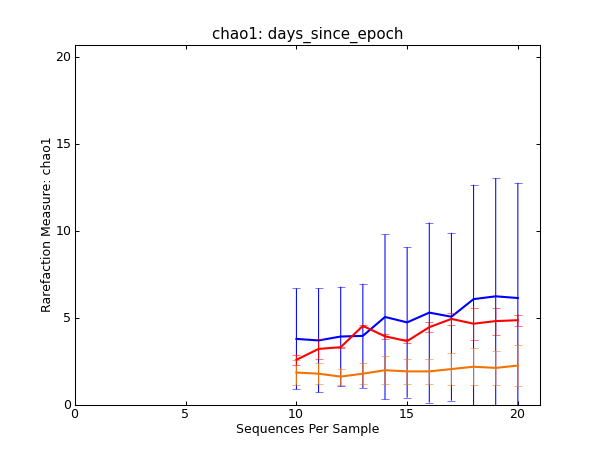 chao1: days_since_epoch
20
15
10
5
0
Rarefaction Measure: chao1
0 5 10 15 20
Sequences Per Sample